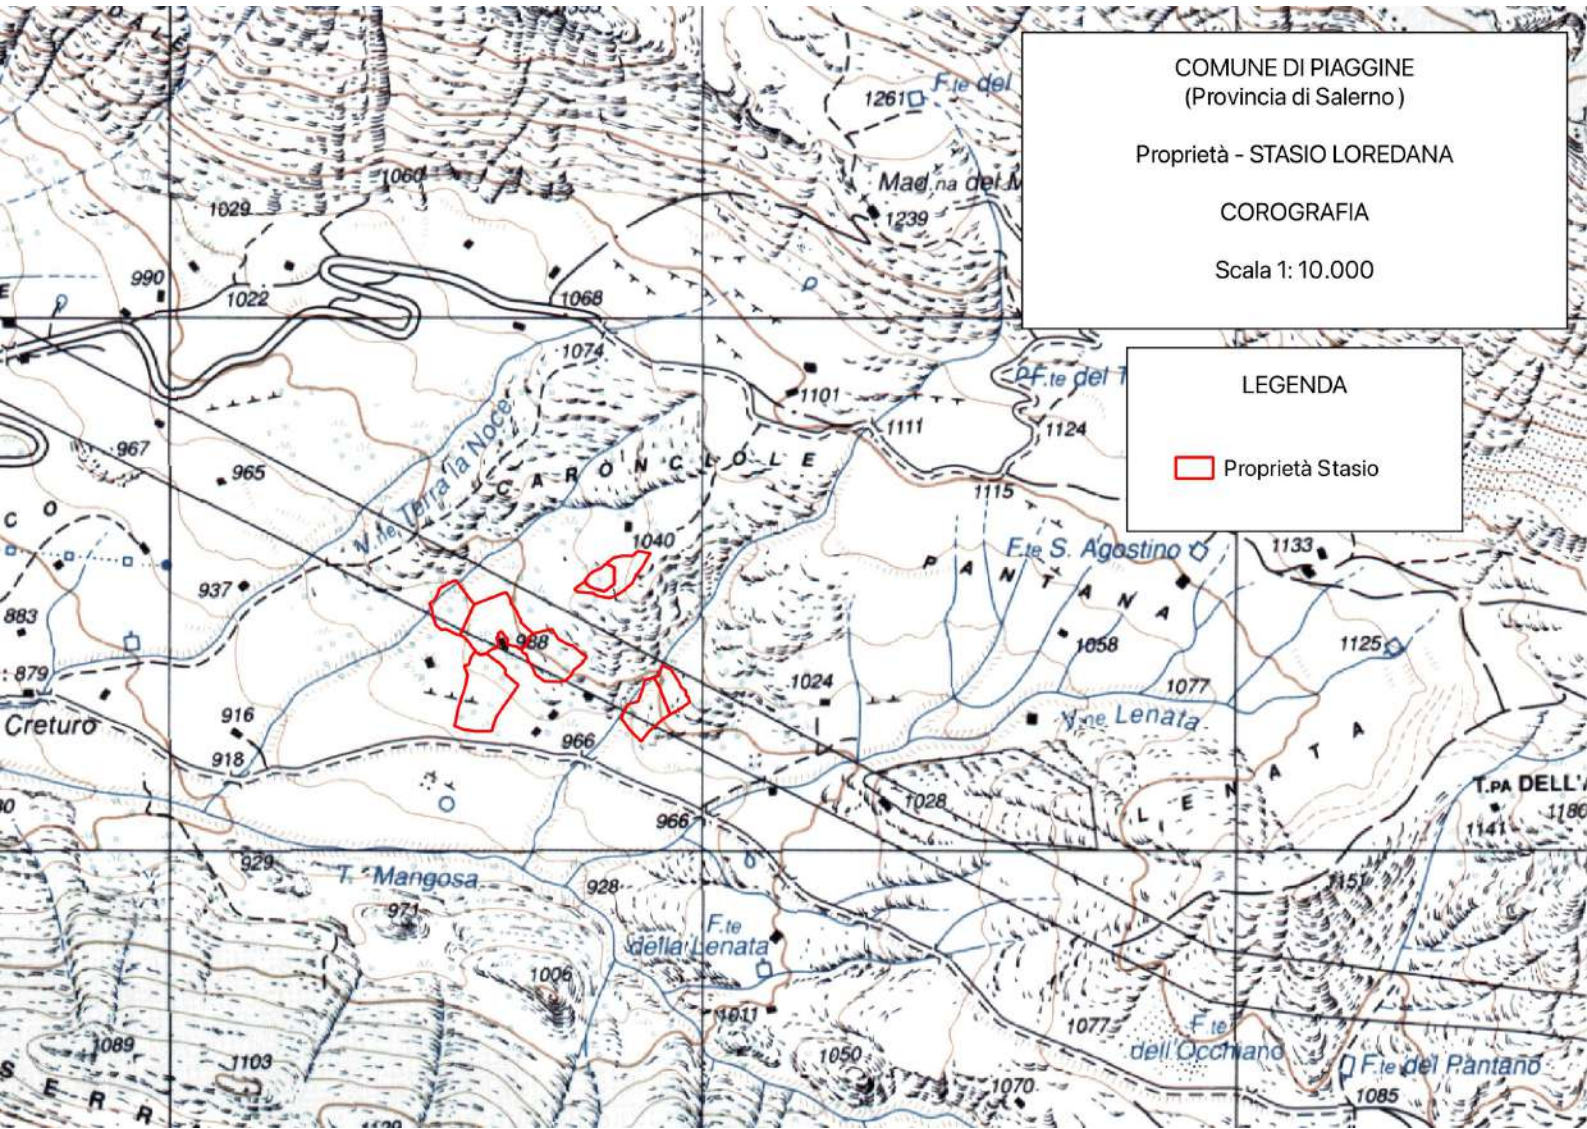 COMUNE DI PIAGGINE
(Provincia di Salerno)
Proprietà - STASIO LOREDANA
COROGRAFIA
Scala 1: 10.000
LEGENDA
Proprietà Stasio
1261
F.te del
1060
Mad.na del M
1029
1239
990
1022
1068
1074
F.te del T
1101
1111
1124
967
965
V.ne Terra la Noce
CARONCLOLE
1115
C O
1040
F.te S. Agostino
1133
PANTANA
937
883
988
1058
1125
879
1024
1077
Creturo
916
V.ne Lenata
966
918
LENATA
T.PA DELL'A
1028
1180
966
1141
929
T. Mangosa
928
1151
971
F.te
della Lenata
1006
1011
1077
F.te
dell'Occhiano
1089
1103
1050
F.te del Pantano
1070
SERR
1085